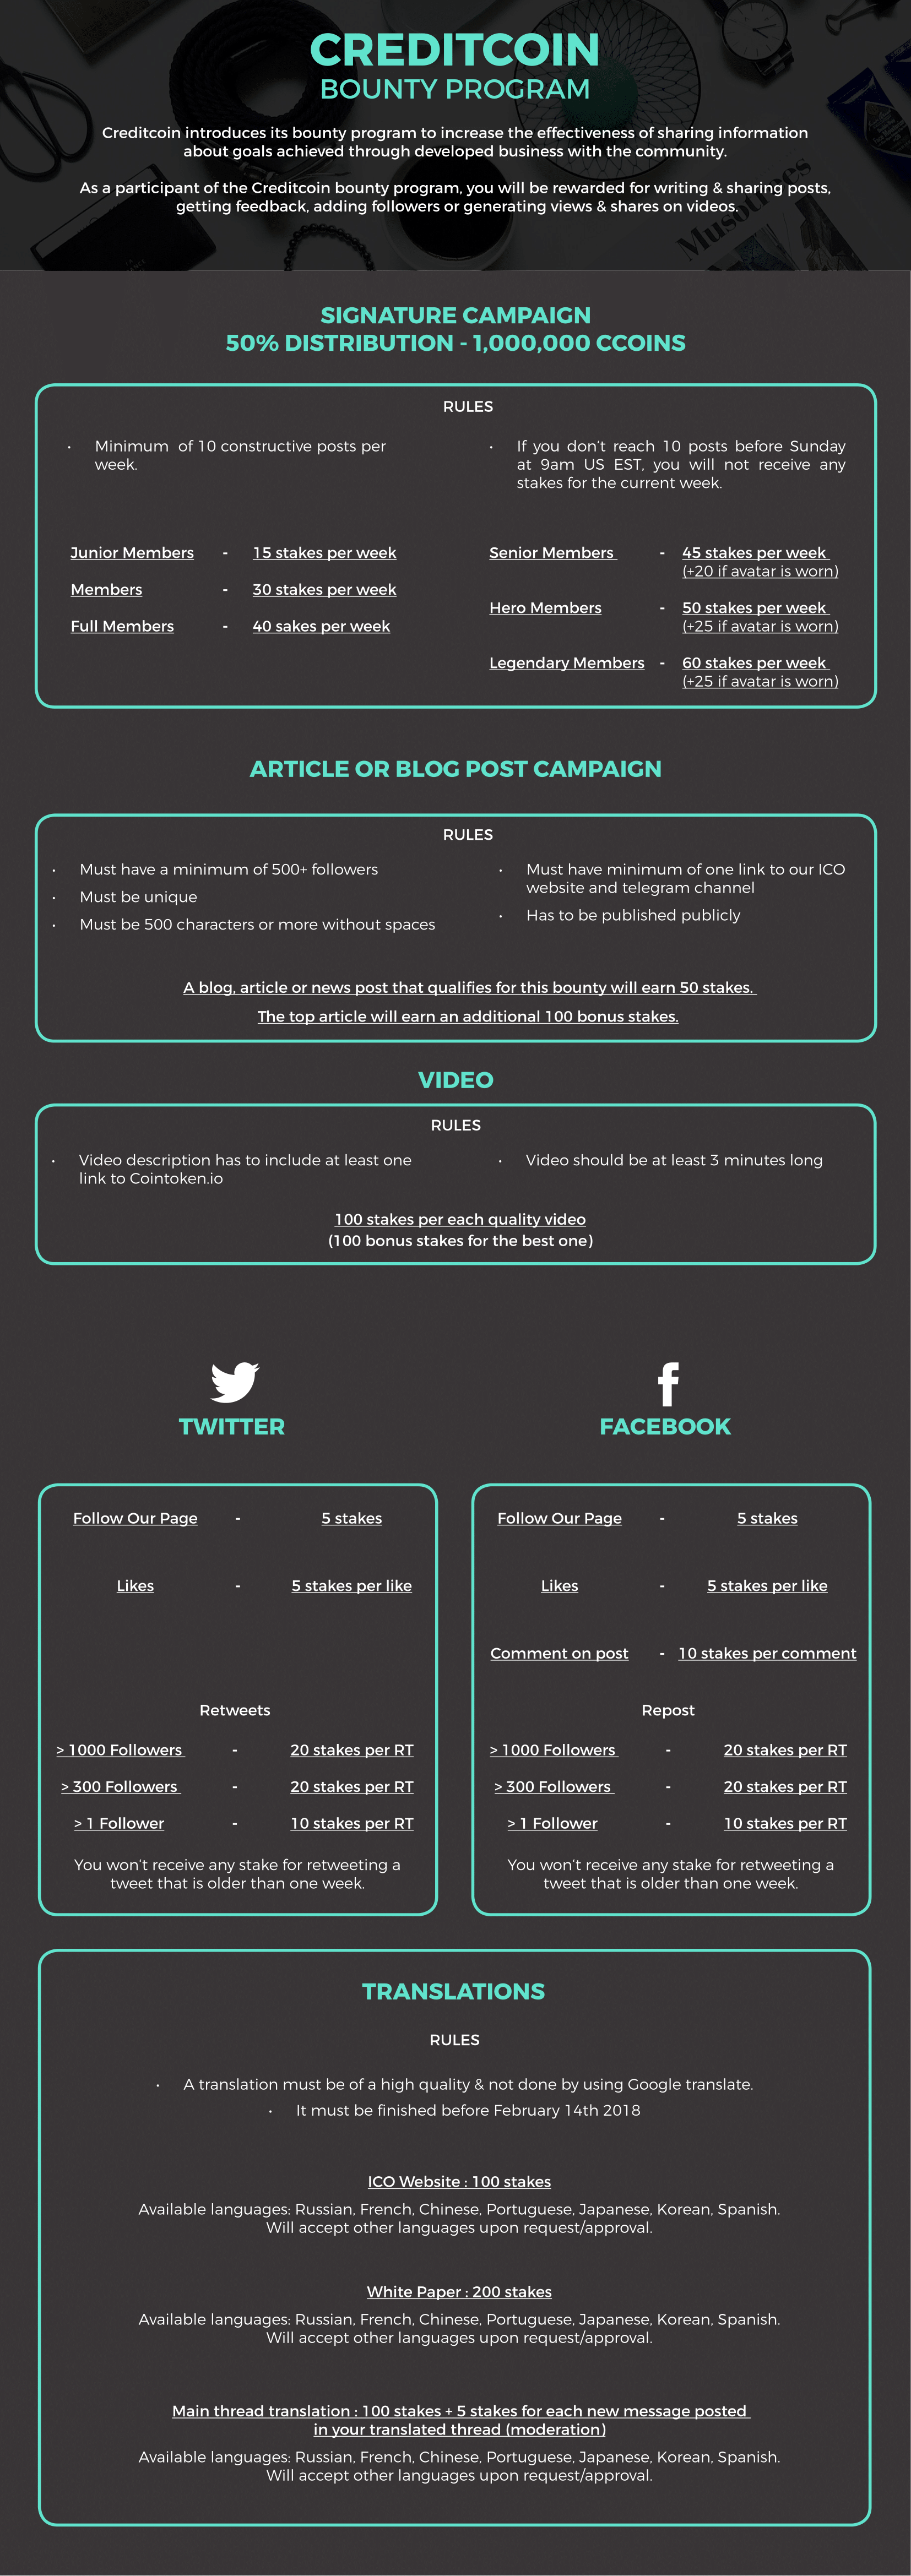 CREDITCOIN
BOUNTY PROGRAM
Creditcoin introduces its bounty program to increase the effectiveness of sharing information
about goals achieved through developed business with the community.
As a participant of the Creditcoin bounty program, you will be rewarded for writing & sharing posts,
getting feedback, adding followers or generating views & shares on videos.
Musotrees
SIGNATURE CAMPAIGN
50% DISTRIBUTION - 1,000,000 CCOINS
RULES
· Minimum of 10 constructive posts per
week.
· If you don't reach 10 posts before Sunday
at 9am US EST, you will not receive any
stakes for the current week.
Junior Members - 15 stakes per week
Members - 30 stakes per week
Full Members - 40 sakes per week
Senior Members - 45 stakes per week
(+20 if avatar is worn)
Hero Members - 50 stakes per week
(+25 if avatar is worn)
Legendary Members - 60 stakes per week
(+25 if avatar is worn)
ARTICLE OR BLOG POST CAMPAIGN
RULES
· Must have a minimum of 500+ followers
· Must be unique
· Must be 500 characters or more without spaces
· Must have minimum of one link to our ICO
website and telegram channel
· Has to be published publicly
A blog, article or news post that qualifies for this bounty will earn 50 stakes.
The top article will earn an additional 100 bonus stakes.
VIDEO
RULES
· Video description has to include at least one
link to Cointoken.io
· Video should be at least 3 minutes long
100 stakes per each quality video
(100 bonus stakes for the best one)
TWITTER
Follow Our Page - 5 stakes
Likes - 5 stakes per like
Retweets
> 1000 Followers - 20 stakes per RT
> 300 Followers - 20 stakes per RT
> 1 Follower - 10 stakes per RT
You won't receive any stake for retweeting a
tweet that is older than one week.
FACEBOOK
Follow Our Page - 5 stakes
Likes - 5 stakes per like
Comment on post - 10 stakes per comment
Repost
> 1000 Followers - 20 stakes per RT
> 300 Followers - 20 stakes per RT
> 1 Follower - 10 stakes per RT
You won't receive any stake for retweeting a
tweet that is older than one week.
TRANSLATIONS
RULES
· A translation must be of a high quality & not done by using Google translate.
· It must be finished before February 14th 2018
ICO Website : 100 stakes
Available languages: Russian, French, Chinese, Portuguese, Japanese, Korean, Spanish.
Will accept other languages upon request/approval.
White Paper : 200 stakes
Available languages: Russian, French, Chinese, Portuguese, Japanese, Korean, Spanish.
Will accept other languages upon request/approval.
Main thread translation : 100 stakes + 5 stakes for each new message posted
in your translated thread (moderation)
Available languages: Russian, French, Chinese, Portuguese, Japanese, Korean, Spanish.
Will accept other languages upon request/approval.